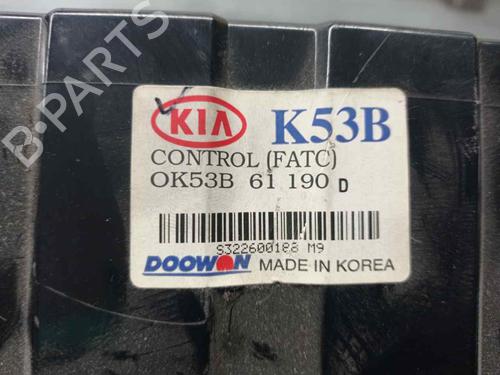 KIA K53B
CONTROL (FATC)
OK53B 61 190 D
S322600188 M9
DOOWON MADE IN KOREA
B-PARTS